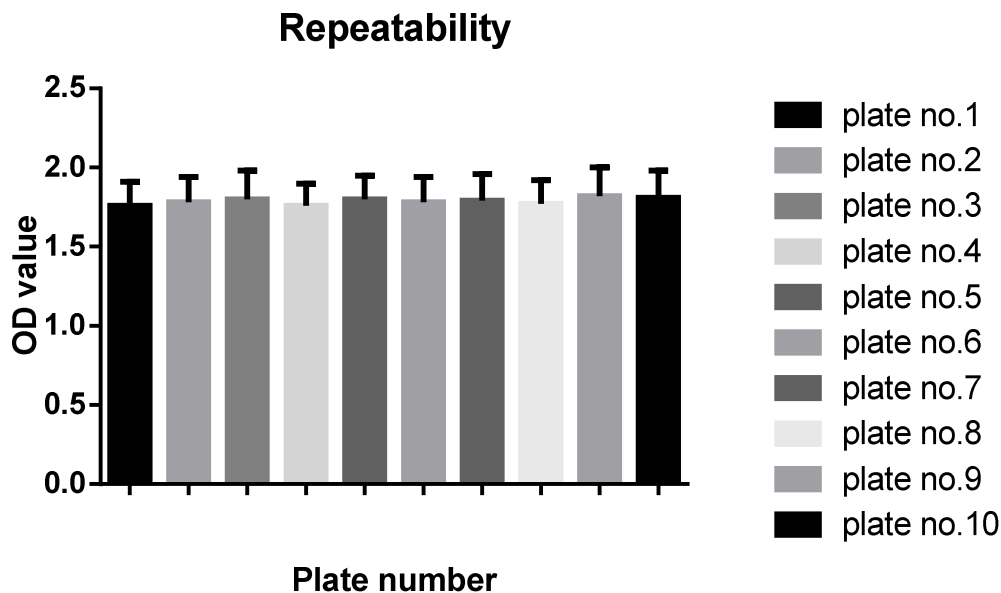 Repeatability
OD value
2.5
2.0
1.5
1.0
0.5
0.0
Plate number
plate no.1
plate no.2
plate no.3
plate no.4
plate no.5
plate no.6
plate no.7
plate no.8
plate no.9
plate no.10